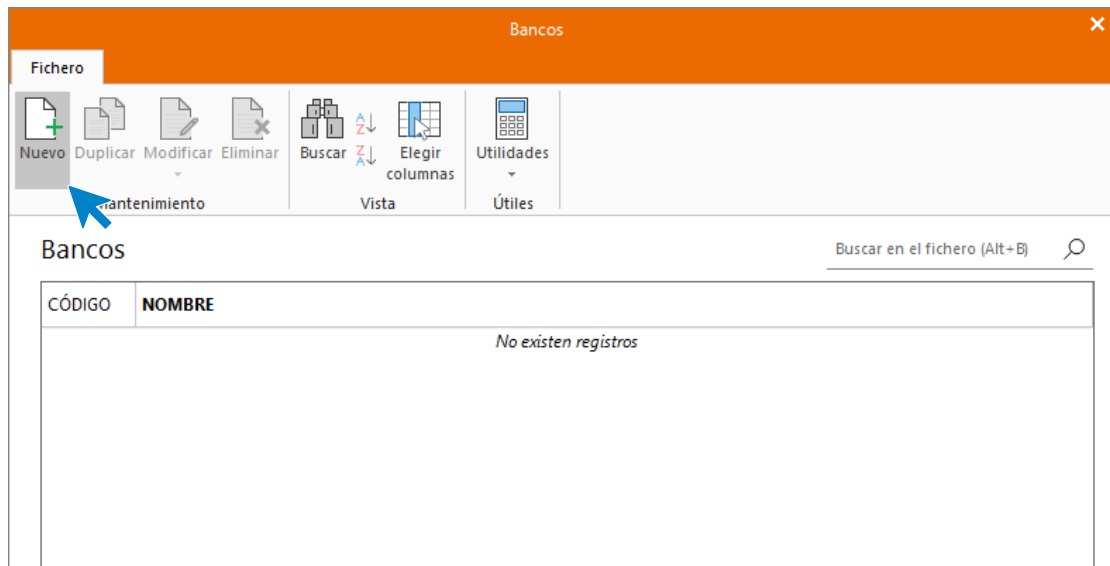 Bancos
Fichero
Nuevo Duplicar Modificar Eliminar Buscar Elegir columnas Utilidades
Vista Útiles
Bancos
Buscar en el fichero (Alt+B)
CÓDIGO NOMBRE
No existen registros